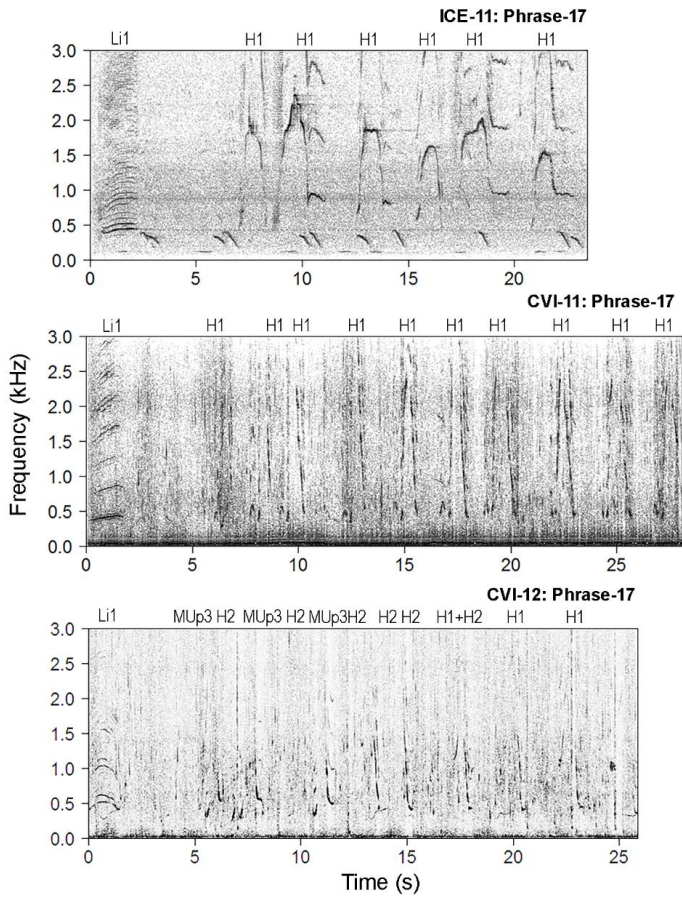 ICE-11: Phrase-17
Li1 H1 H1 H1 H1 H1 H1
3.0
2.5
2.0
1.5
1.0
0.5
0.0
0 5 10 15 20
CVI-11: Phrase-17
Li1 H1 H1 H1 H1 H1 H1 H1 H1 H1 H1
3.0
2.5
2.0
1.5
1.0
0.5
0.0
0 5 10 15 20 25
Frequency (kHz)
CVI-12: Phrase-17
Li1 MUp3 H2 MUp3 H2 MUp3H2 H2 H2 H1+H2 H1 H1
3.0
2.5
2.0
1.5
1.0
0.5
0.0
0 5 10 15 20 25
Time (s)